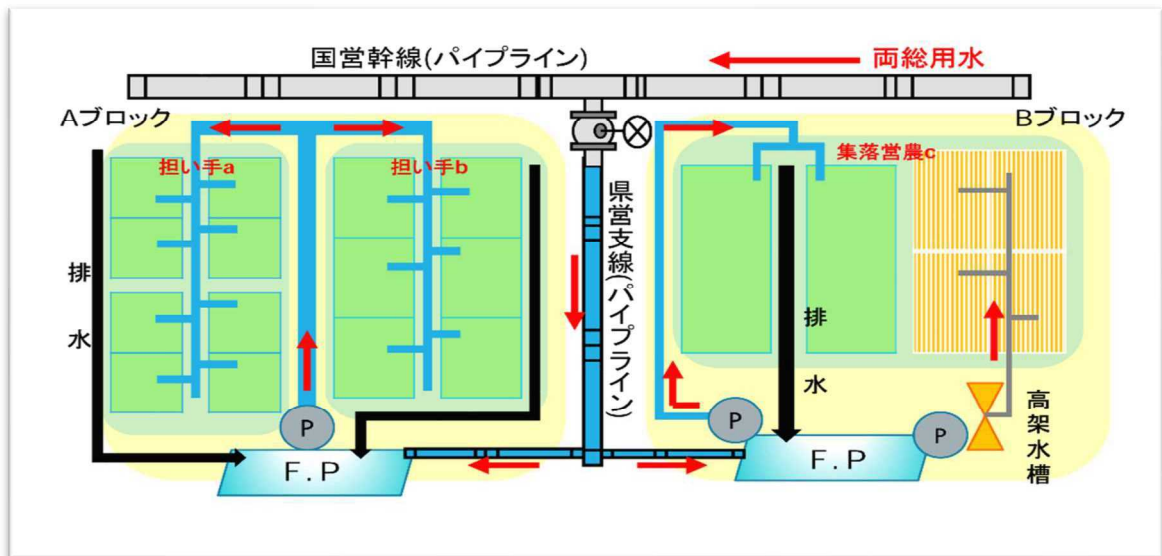 国営幹線(パイプライン)
両総用水
Aブロック
Bブロック
担い手a
担い手b
集落営農c
県営支線(パイプライン)
排水
排水
高架水槽
P
P
P
F.P
F.P